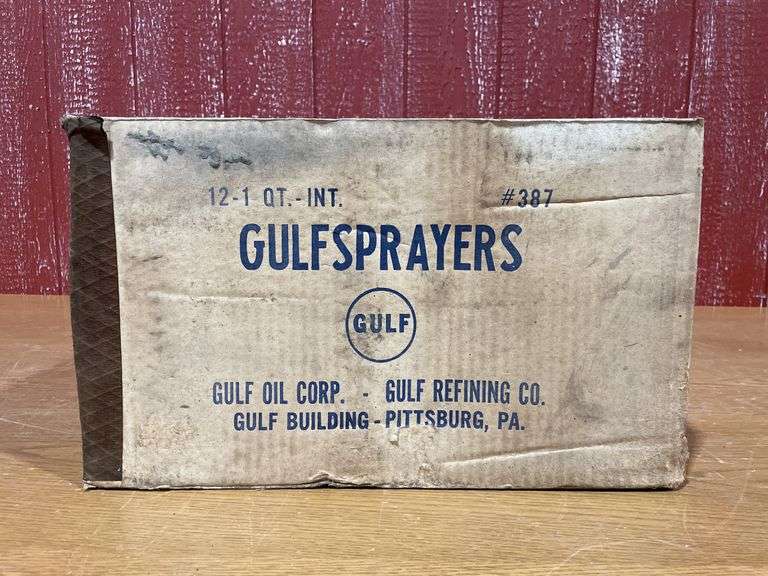 12-1 QT.-INT. #387
GULFSPRAYERS
GULF
GULF OIL CORP. - GULF REFINING CO.
GULF BUILDING - PITTSBURG, PA.